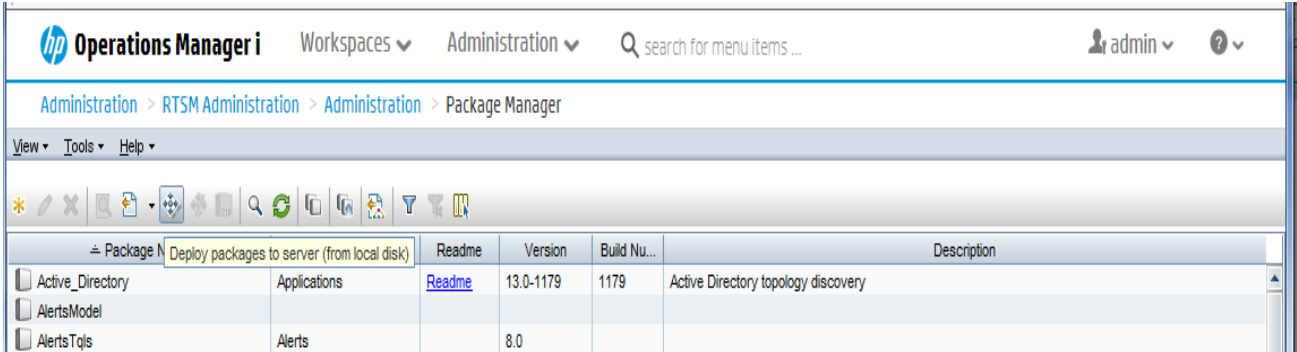 hp Operations Manager i Workspaces Administration search for menu items ... admin ?
Administration > RTSM Administration > Administration > Package Manager
View Tools Help
Package N Readme Version Build Nu... Description
Deploy packages to server (from local disk)
Active_Directory Applications Readme 13.0-1179 1179 Active Directory topology discovery
AlertsModel
AlertsTqls Alerts 8.0